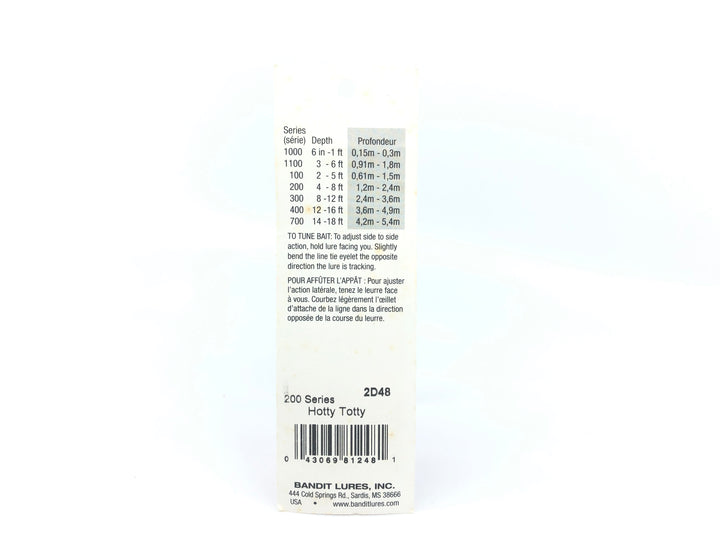 Series
(série) Depth Profondeur
1000 6 in -1 ft 0,15m - 0,3m
1100 3 - 6 ft 0,91m - 1,8m
100 2 - 5 ft 0,61m - 1,5m
200 4 - 8 ft 1,2m - 2,4m
300 8 -12 ft 2,4m - 3,6m
400 12 -16 ft 3,6m - 4,9m
700 14 -18 ft 4,2m - 5,4m
TO TUNE BAIT: To adjust side to side
action, hold lure facing you. Slightly
bend the line tie eyelet the opposite
direction the lure is tracking.
POUR AFFÛTER L'APPÂT : Pour ajuster
l'action latérale, tenez le leurre face
à vous. Courbez légèrement l'œillet
d'attache de la ligne dans la direction
opposée de la course du leurre.
2D48
200 Series
Hotty Totty
0 43069 81248 1
BANDIT LURES, INC.
444 Cold Springs Rd., Sardis, MS 38666
USA • www.banditlures.com